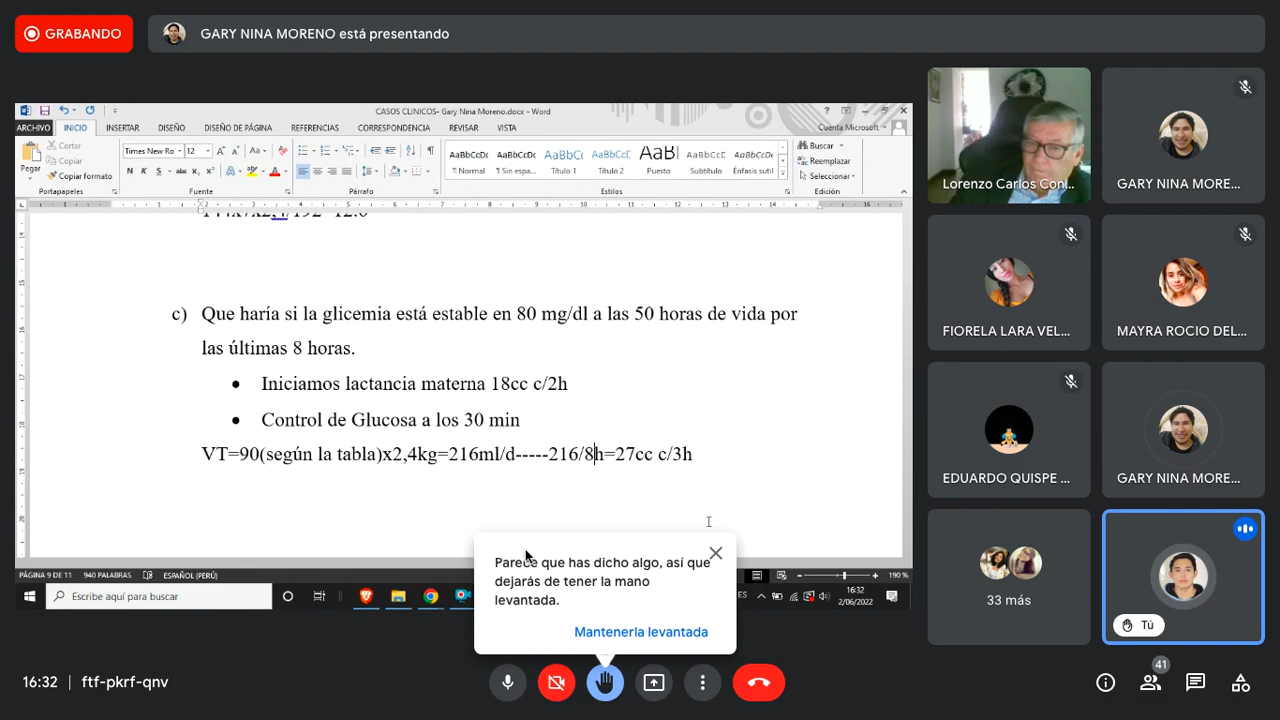 GRABANDO
GARY NINA MORENO está presentando
CASOS CLINICOS- Gary Nina Moreno.docx - Word
ARCHIVO INICIO INSERTAR DISEÑO DISEÑO DE PÁGINA REFERENCIAS CORRESPONDENCIA REVISAR VISTA Cuenta Microsoft
Cortar
Copiar
Copiar formato
Pegar
Times New Ro 12
AaBbCcDc AaBbCcDc AaBbC AaBbCcD AaB AaBbCcD AaBbCcDt
¶ Normal ¶ Sin espa... Título 1 Título 2 Puesto Subtítulo Énfasis sutil
Buscar
Reemplazar
Seleccionar
Portapapeles Fuente Párrafo Estilos Edición
c) Que haría si la glicemia está estable en 80 mg/dl a las 50 horas de vida por
las últimas 8 horas.
• Iniciamos lactancia materna 18cc c/2h
• Control de Glucosa a los 30 min
VT=90(según la tabla)x2,4kg=216ml/d-----216/8h=27cc c/3h
PÁGINA 9 DE 11 940 PALABRAS ESPAÑOL (PERÚ) 190 %
Escribe aquí para buscar
ES
16:32
2/06/2022
Parece que has dicho algo, así que
dejarás de tener la mano
levantada.
Mantenerla levantada
Lorenzo Carlos Con...
GARY NINA MORE...
FIORELA LARA VEL...
MAYRA ROCIO DEL...
EDUARDO QUISPE ...
GARY NINA MORE...
33 más
Tú
16:32 | ftf-pkrf-qnv
41